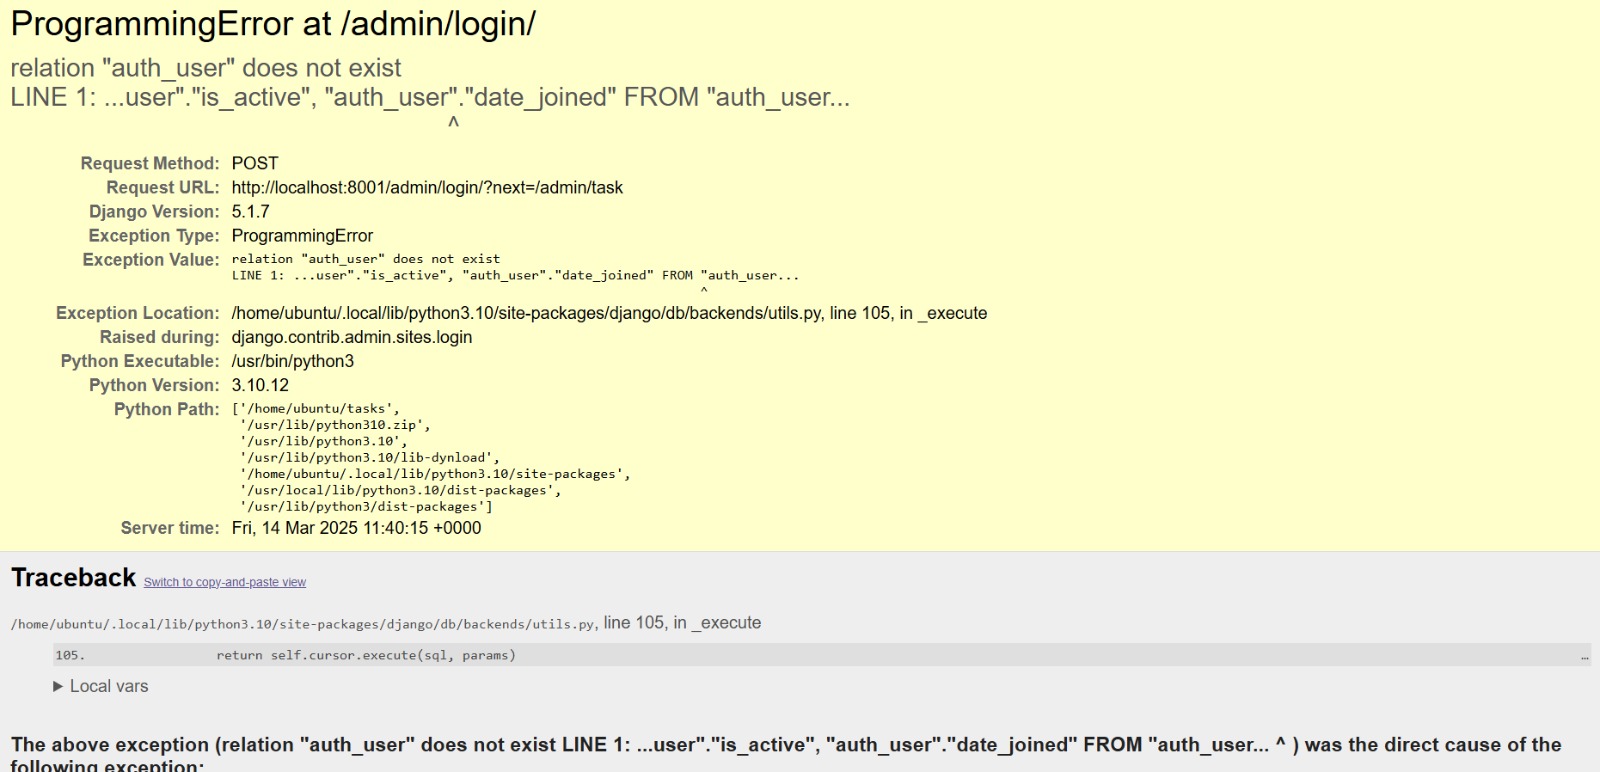 ProgrammingError at /admin/login/
relation "auth_user" does not exist
LINE 1: ...user"."is_active", "auth_user"."date_joined" FROM "auth_user...
^
Request Method: POST
Request URL: http://localhost:8001/admin/login/?next=/admin/task
Django Version: 5.1.7
Exception Type: ProgrammingError
Exception Value: relation "auth_user" does not exist
LINE 1: ...user"."is_active", "auth_user"."date_joined" FROM "auth_user...
^
Exception Location: /home/ubuntu/.local/lib/python3.10/site-packages/django/db/backends/utils.py, line 105, in _execute
Raised during: django.contrib.admin.sites.login
Python Executable: /usr/bin/python3
Python Version: 3.10.12
Python Path: ['/home/ubuntu/tasks',
'/usr/lib/python310.zip',
'/usr/lib/python3.10',
'/usr/lib/python3.10/lib-dynload',
'/home/ubuntu/.local/lib/python3.10/site-packages',
'/usr/local/lib/python3.10/dist-packages',
'/usr/lib/python3/dist-packages']
Server time: Fri, 14 Mar 2025 11:40:15 +0000
Traceback Switch to copy-and-paste view
/home/ubuntu/.local/lib/python3.10/site-packages/django/db/backends/utils.py, line 105, in _execute
105. return self.cursor.execute(sql, params) …
▶ Local vars
The above exception (relation "auth_user" does not exist LINE 1: ...user"."is_active", "auth_user"."date_joined" FROM "auth_user... ^ ) was the direct cause of the
following exception: